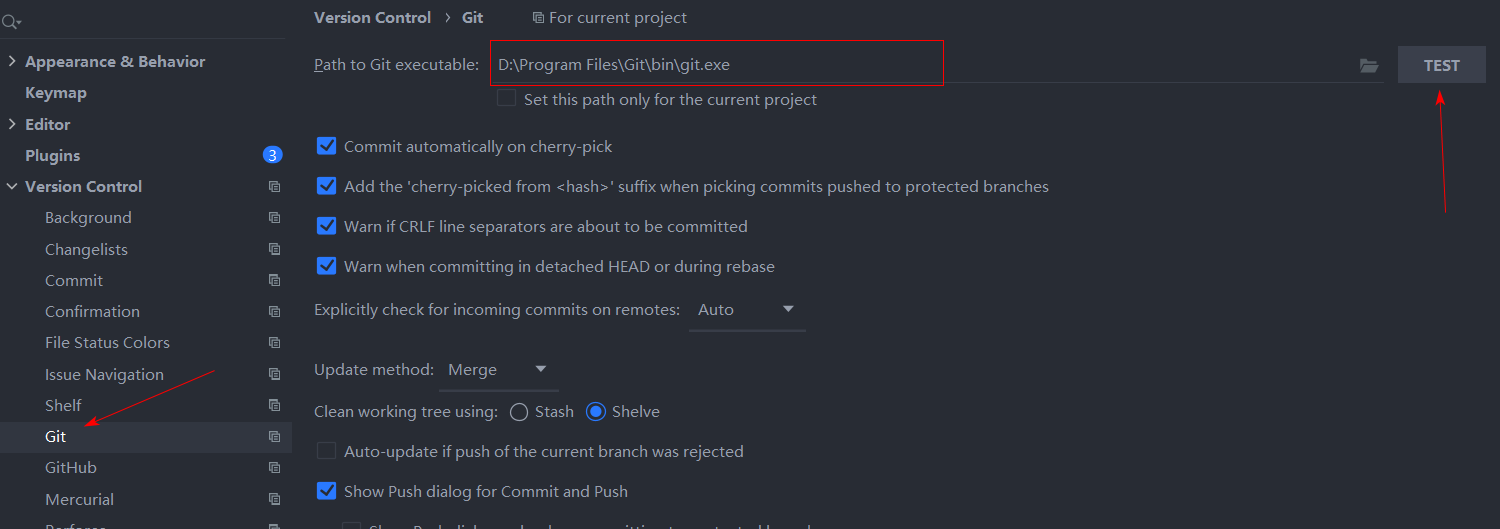 Version Control › Git For current project
Appearance & Behavior
Keymap
Editor
Plugins 3
Version Control
Background
Changelists
Commit
Confirmation
File Status Colors
Issue Navigation
Shelf
Git
GitHub
Mercurial
Perforce
Path to Git executable: D:\Program Files\Git\bin\git.exe TEST
Set this path only for the current project
Commit automatically on cherry-pick
Add the 'cherry-picked from <hash>' suffix when picking commits pushed to protected branches
Warn if CRLF line separators are about to be committed
Warn when committing in detached HEAD or during rebase
Explicitly check for incoming commits on remotes: Auto
Update method: Merge
Clean working tree using: Stash Shelve
Auto-update if push of the current branch was rejected
Show Push dialog for Commit and Push